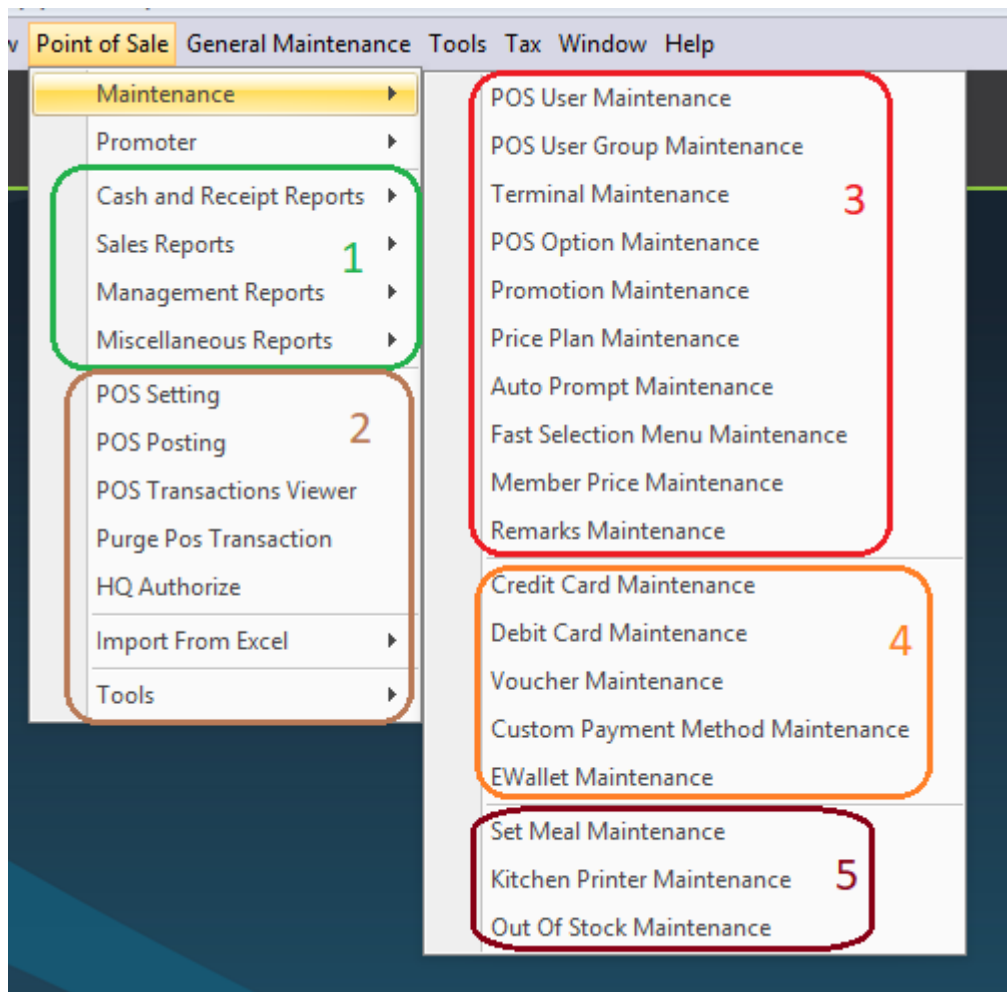 Point of Sale General Maintenance Tools Tax Window Help
Maintenance
Promoter
Cash and Receipt Reports
Sales Reports
1
Management Reports
Miscellaneous Reports
POS Setting
2
POS Posting
POS Transactions Viewer
Purge Pos Transaction
HQ Authorize
Import From Excel
Tools
POS User Maintenance
POS User Group Maintenance
Terminal Maintenance
3
POS Option Maintenance
Promotion Maintenance
Price Plan Maintenance
Auto Prompt Maintenance
Fast Selection Menu Maintenance
Member Price Maintenance
Remarks Maintenance
Credit Card Maintenance
Debit Card Maintenance
4
Voucher Maintenance
Custom Payment Method Maintenance
EWallet Maintenance
Set Meal Maintenance
Kitchen Printer Maintenance
5
Out Of Stock Maintenance